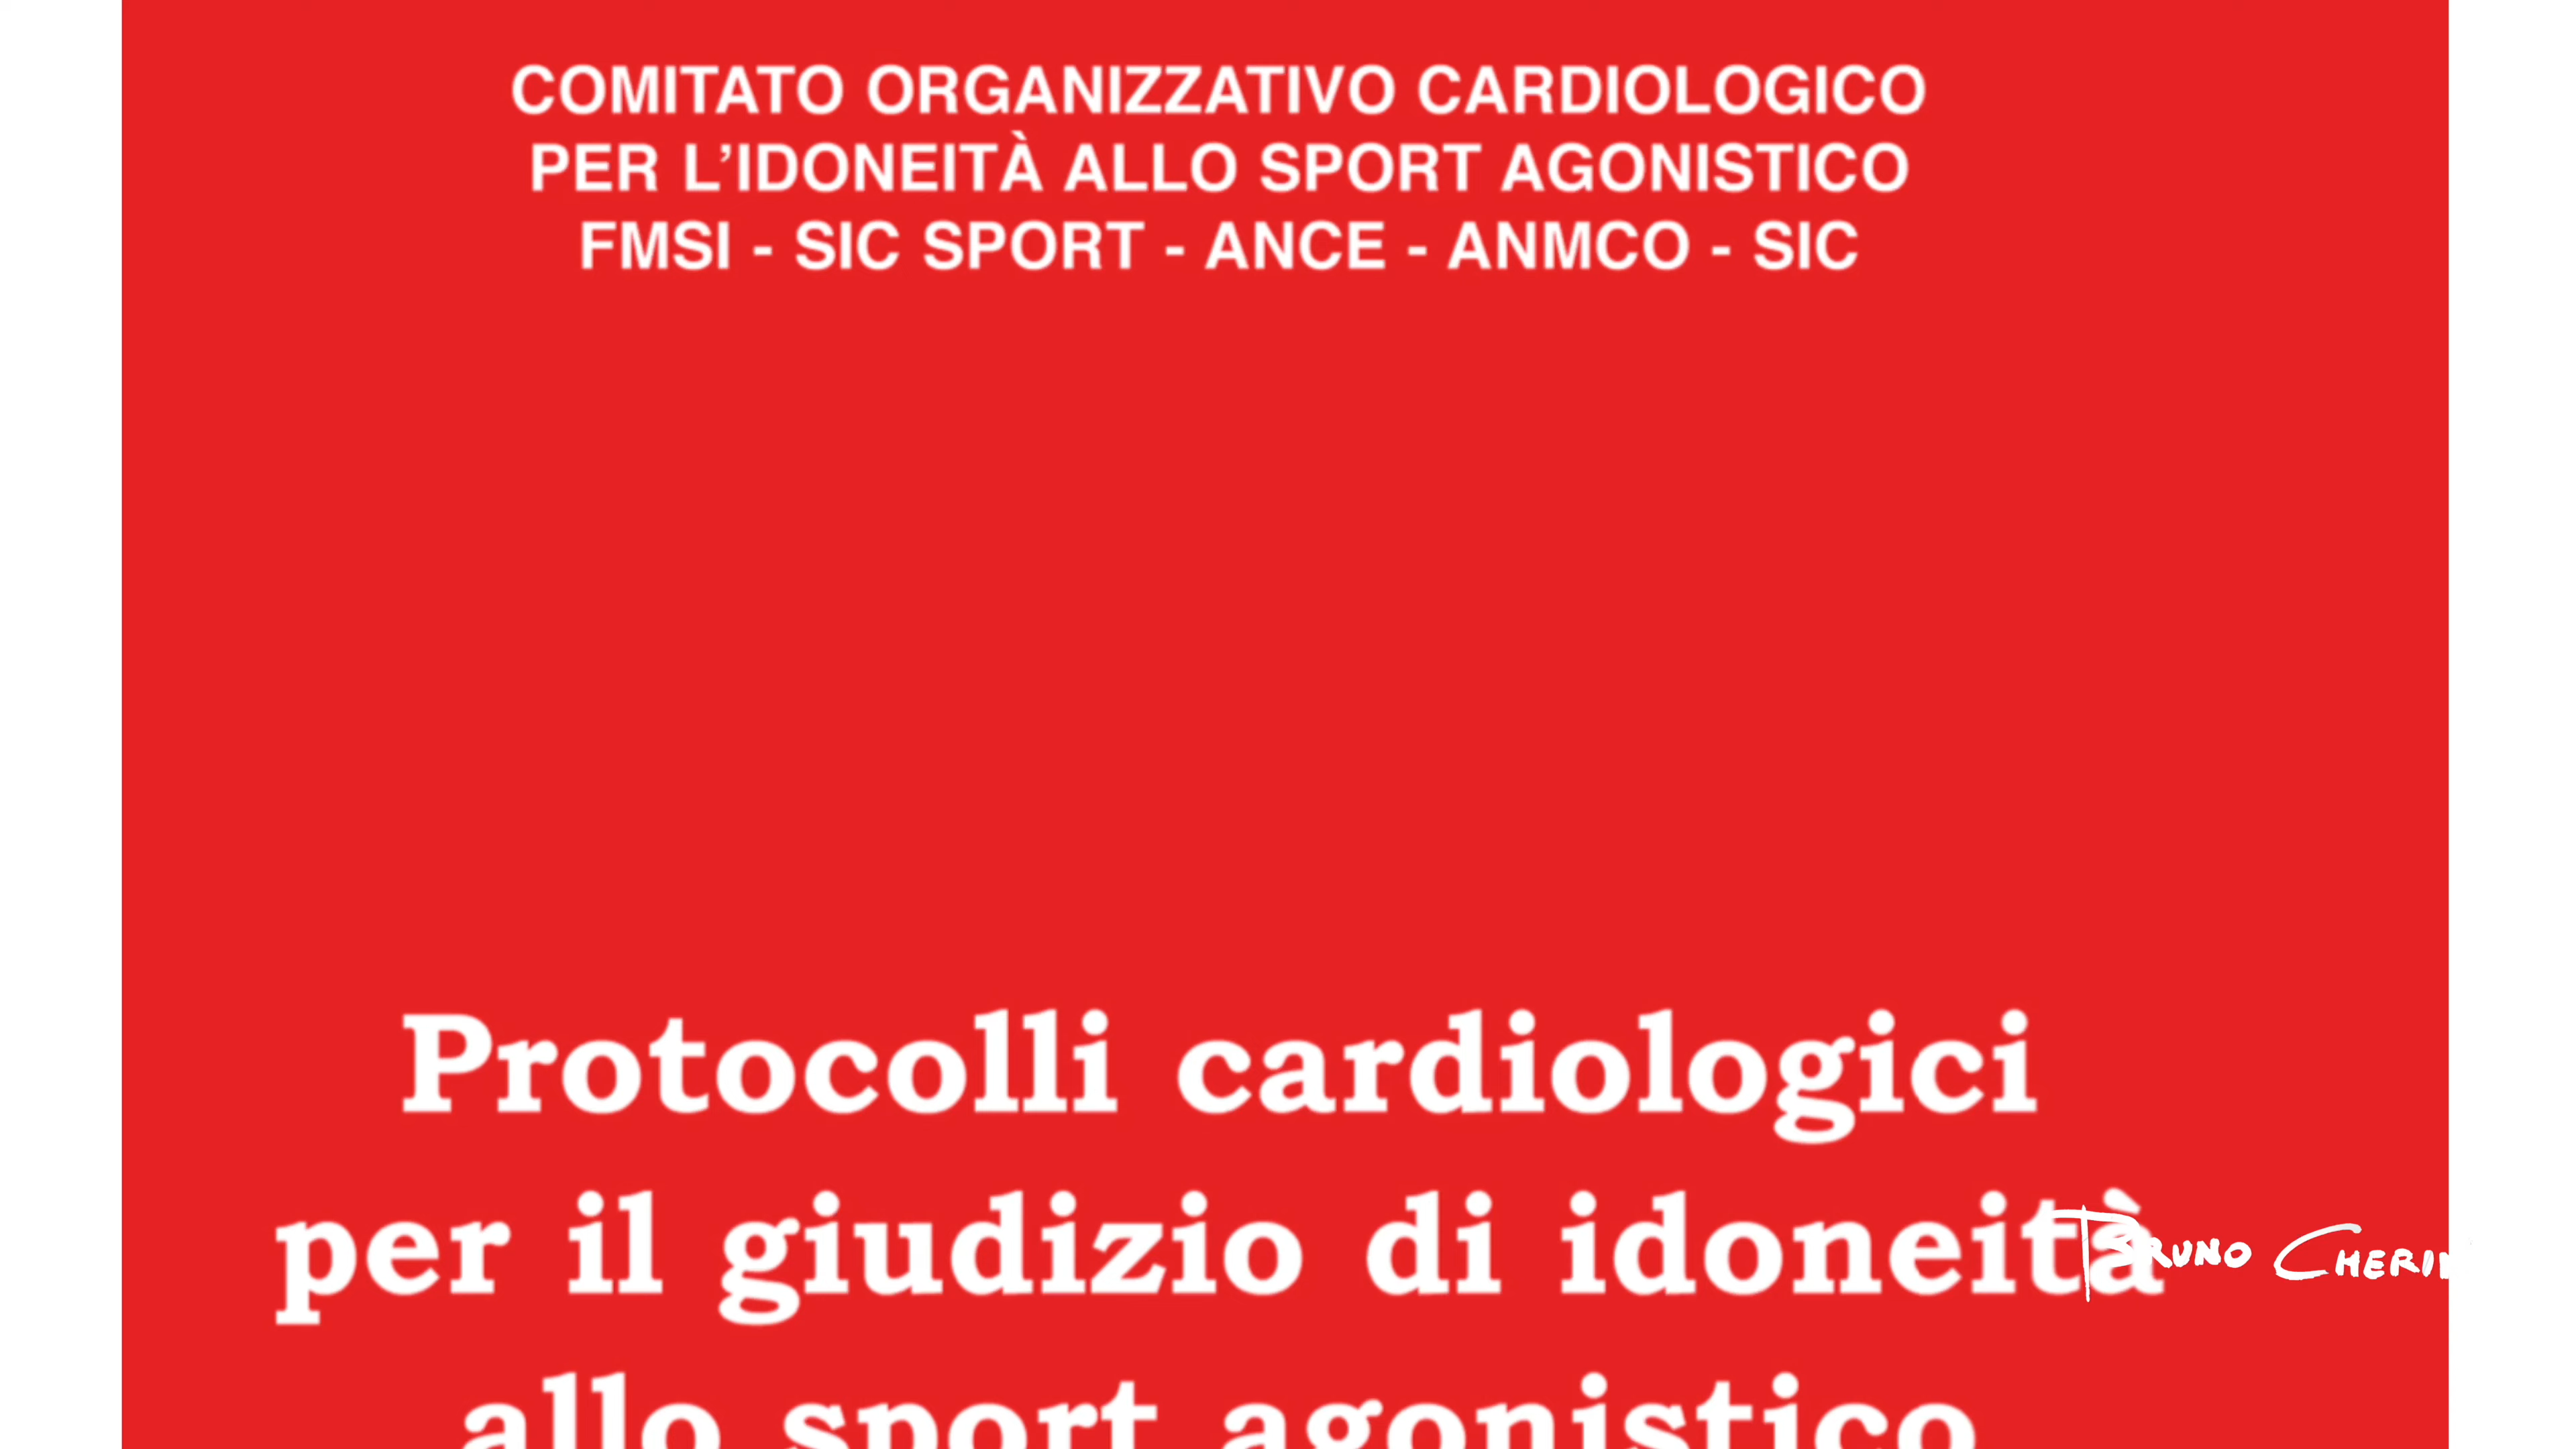 COMITATO ORGANIZZATIVO CARDIOLOGICO
PER L’IDONEITÀ ALLO SPORT AGONISTICO
FMSI - SIC SPORT - ANCE - ANMCO - SIC
Protocolli cardiologici
per il giudizio di idoneità
BRUNO
allo sport agonistico